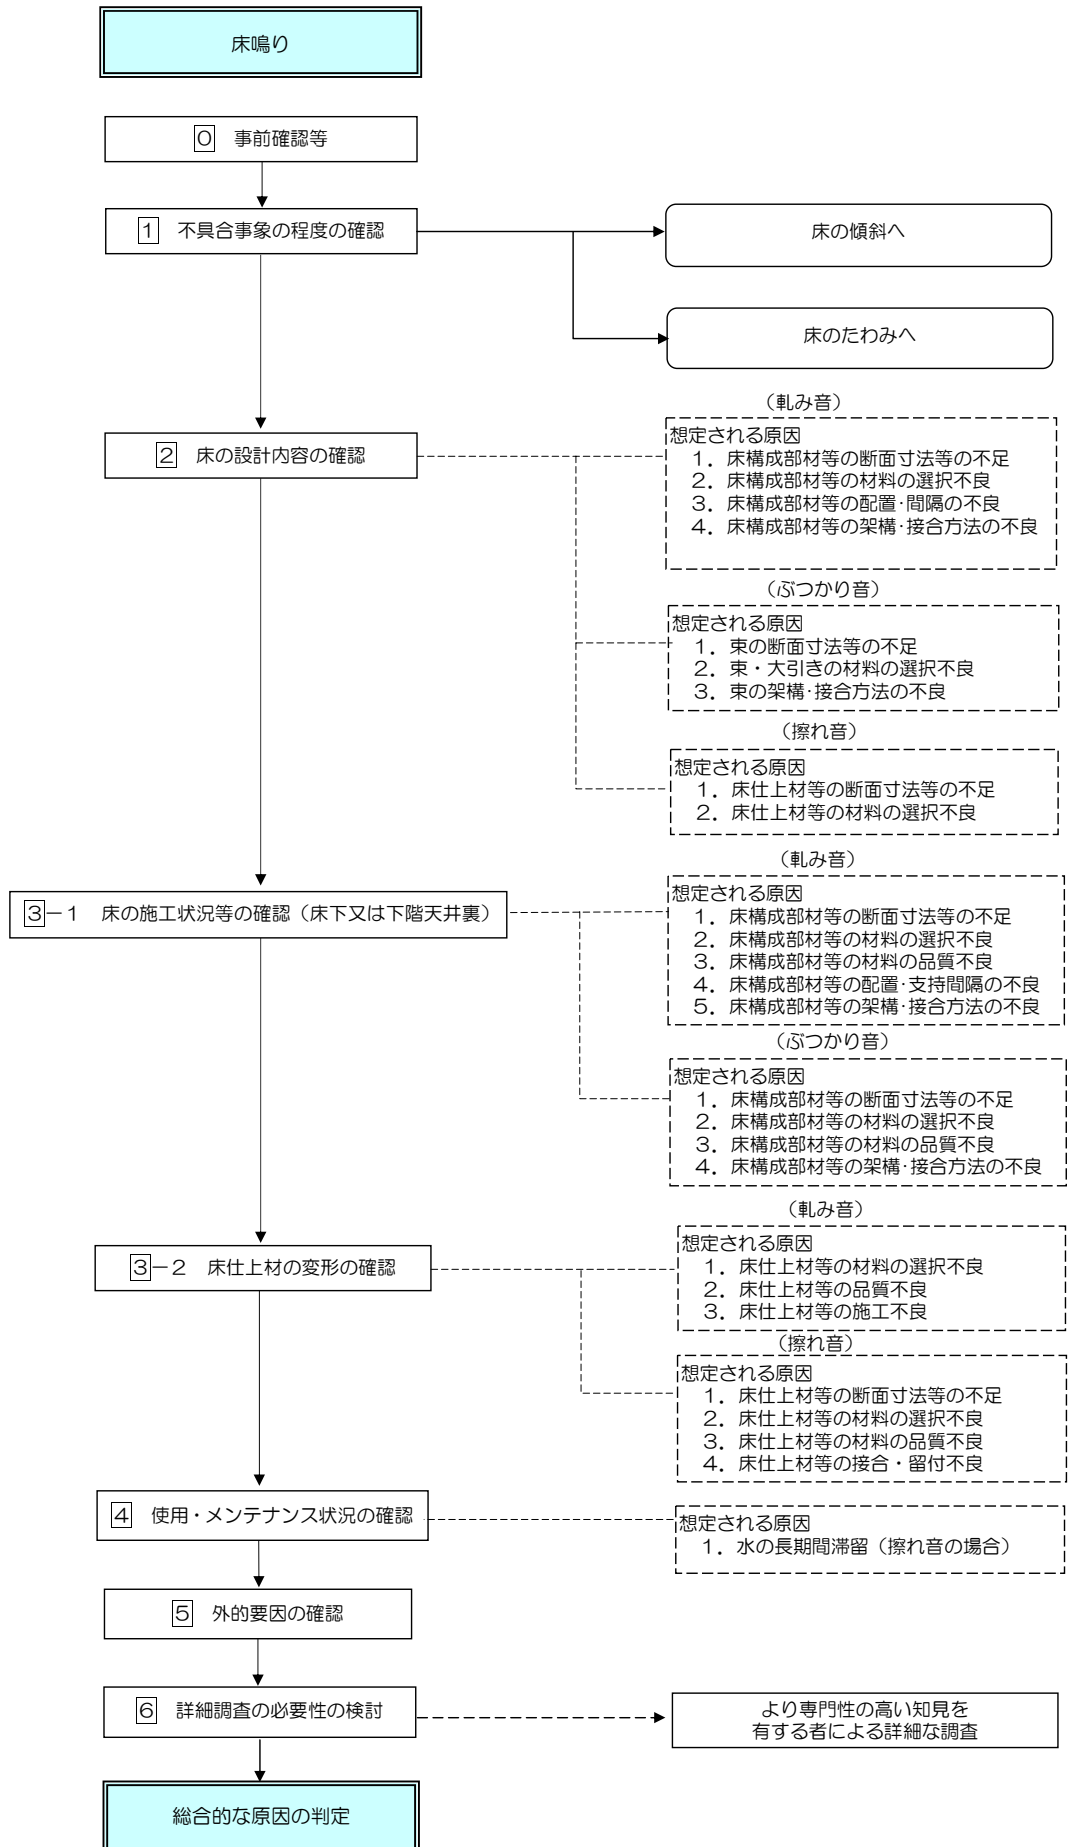 床鳴り
0 事前確認等
1 不具合事象の程度の確認
床の傾斜へ
床のたわみへ
2 床の設計内容の確認
（軋み音）
想定される原因
1．床構成部材等の断面寸法等の不足
2．床構成部材等の材料の選択不良
3．床構成部材等の配置･間隔の不良
4．床構成部材等の架構･接合方法の不良
（ぶつかり音）
想定される原因
1．束の断面寸法等の不足
2．束・大引きの材料の選択不良
3．束の架構･接合方法の不良
（擦れ音）
想定される原因
1．床仕上材等の断面寸法等の不足
2．床仕上材等の材料の選択不良
3－1 床の施工状況等の確認（床下又は下階天井裏）
（軋み音）
想定される原因
1．床構成部材等の断面寸法等の不足
2．床構成部材等の材料の選択不良
3．床構成部材等の材料の品質不良
4．床構成部材等の配置･支持間隔の不良
5．床構成部材等の架構･接合方法の不良
（ぶつかり音）
想定される原因
1．床構成部材等の断面寸法等の不足
2．床構成部材等の材料の選択不良
3．床構成部材等の材料の品質不良
4．床構成部材等の架構･接合方法の不良
3－2 床仕上材の変形の確認
（軋み音）
想定される原因
1．床仕上材等の材料の選択不良
2．床仕上材等の品質不良
3．床仕上材等の施工不良
（擦れ音）
想定される原因
1．床仕上材等の断面寸法等の不足
2．床仕上材等の材料の選択不良
3．床仕上材等の材料の品質不良
4．床仕上材等の接合・留付不良
4 使用・メンテナンス状況の確認
想定される原因
1．水の長期間滞留（擦れ音の場合）
5 外的要因の確認
6 詳細調査の必要性の検討
より専門性の高い知見を
有する者による詳細な調査
総合的な原因の判定